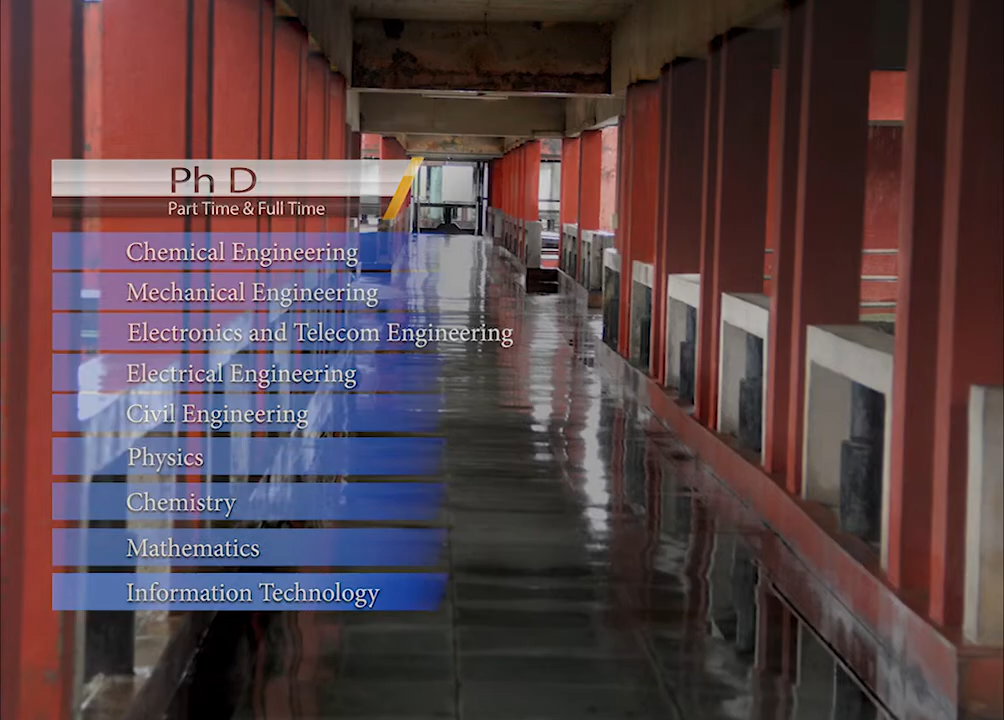 Ph D
Part Time & Full Time
Chemical Engineering
Mechanical Engineering
Electronics and Telecom Engineering
Electrical Engineering
Civil Engineering
Physics
Chemistry
Mathematics
Information Technology